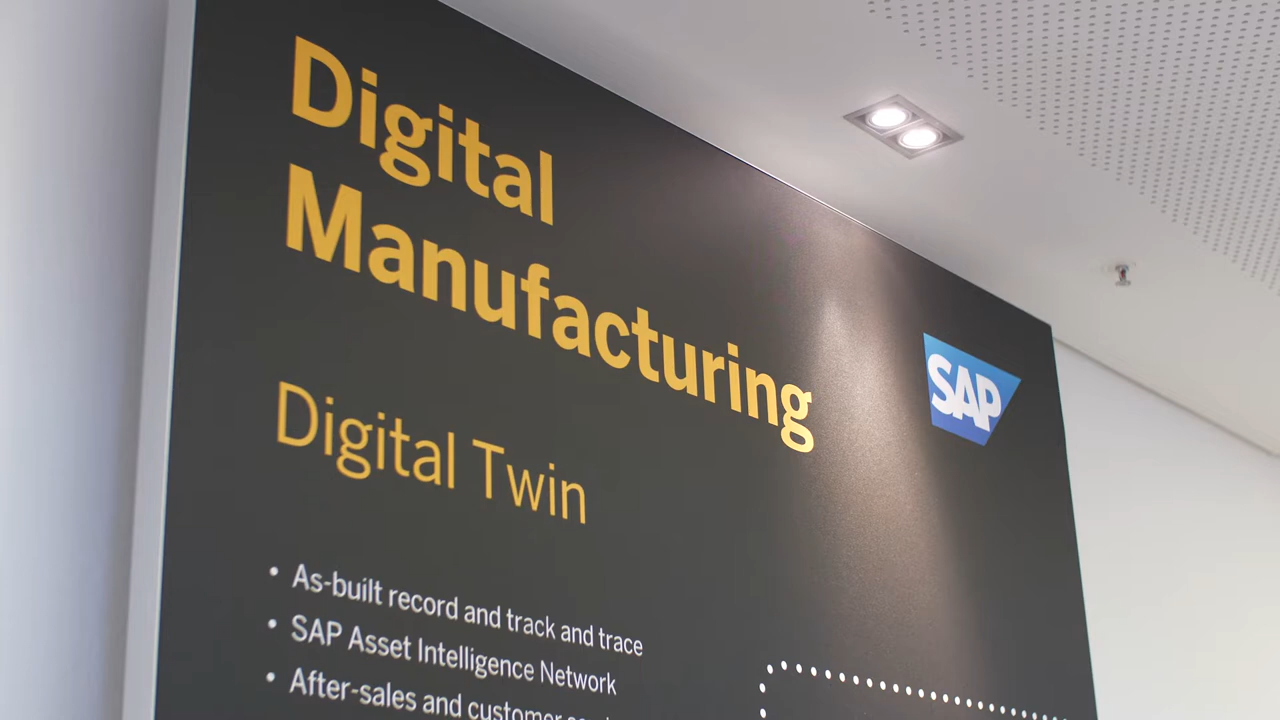 Digital
Manufacturing
SAP
Digital Twin
• As-built record and track and trace
• SAP Asset Intelligence Network
• After-sales and customer